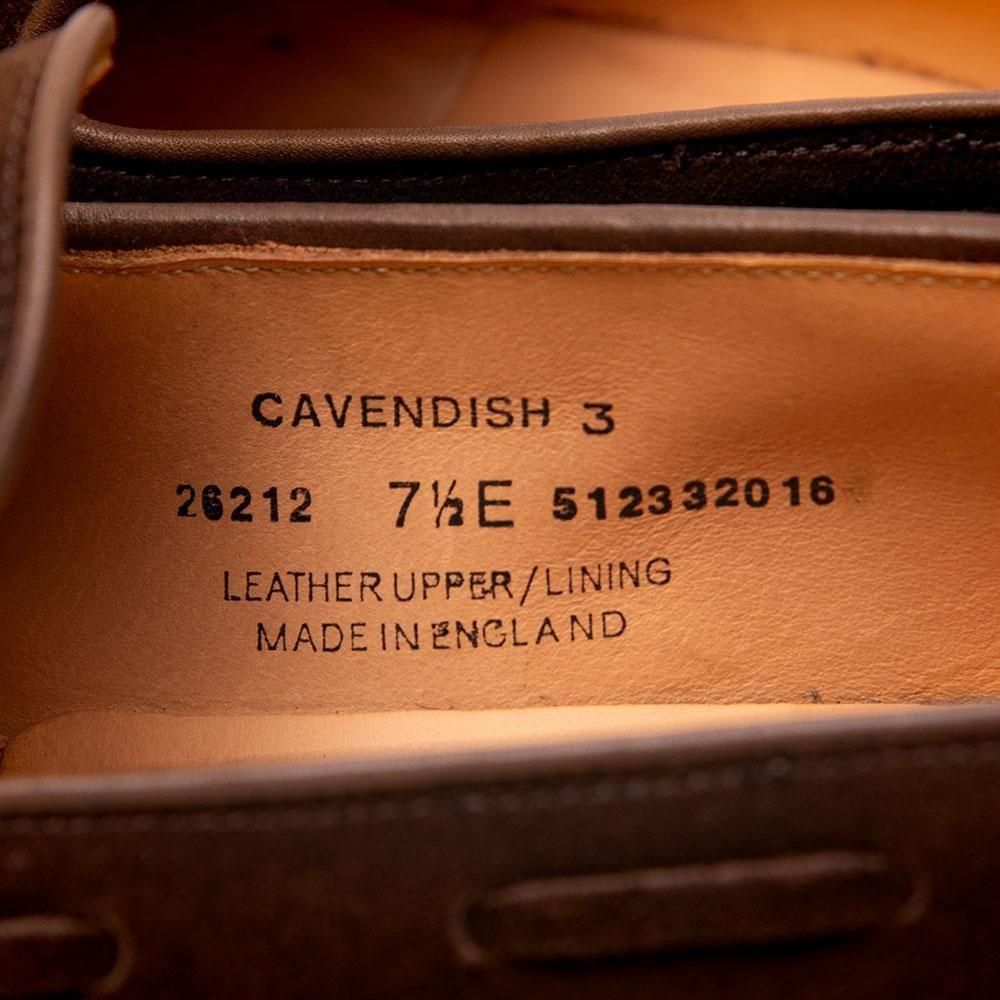 CAVENDISH 3
26212 7½E 512332016
LEATHER UPPER/LINING
MADE IN ENGLAND